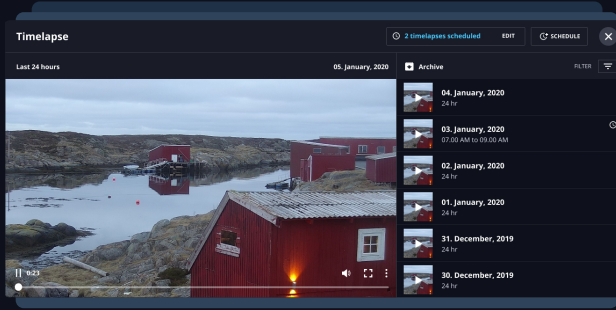 Timelapse
2 timelapses scheduled EDIT SCHEDULE
Last 24 hours 05. January, 2020
Archive FILTER
04. January, 2020
24 hr
03. January, 2020
07.00 AM to 09.00 AM
02. January, 2020
24 hr
01. January, 2020
24 hr
31. December, 2019
24 hr
30. December, 2019
24 hr
0:23